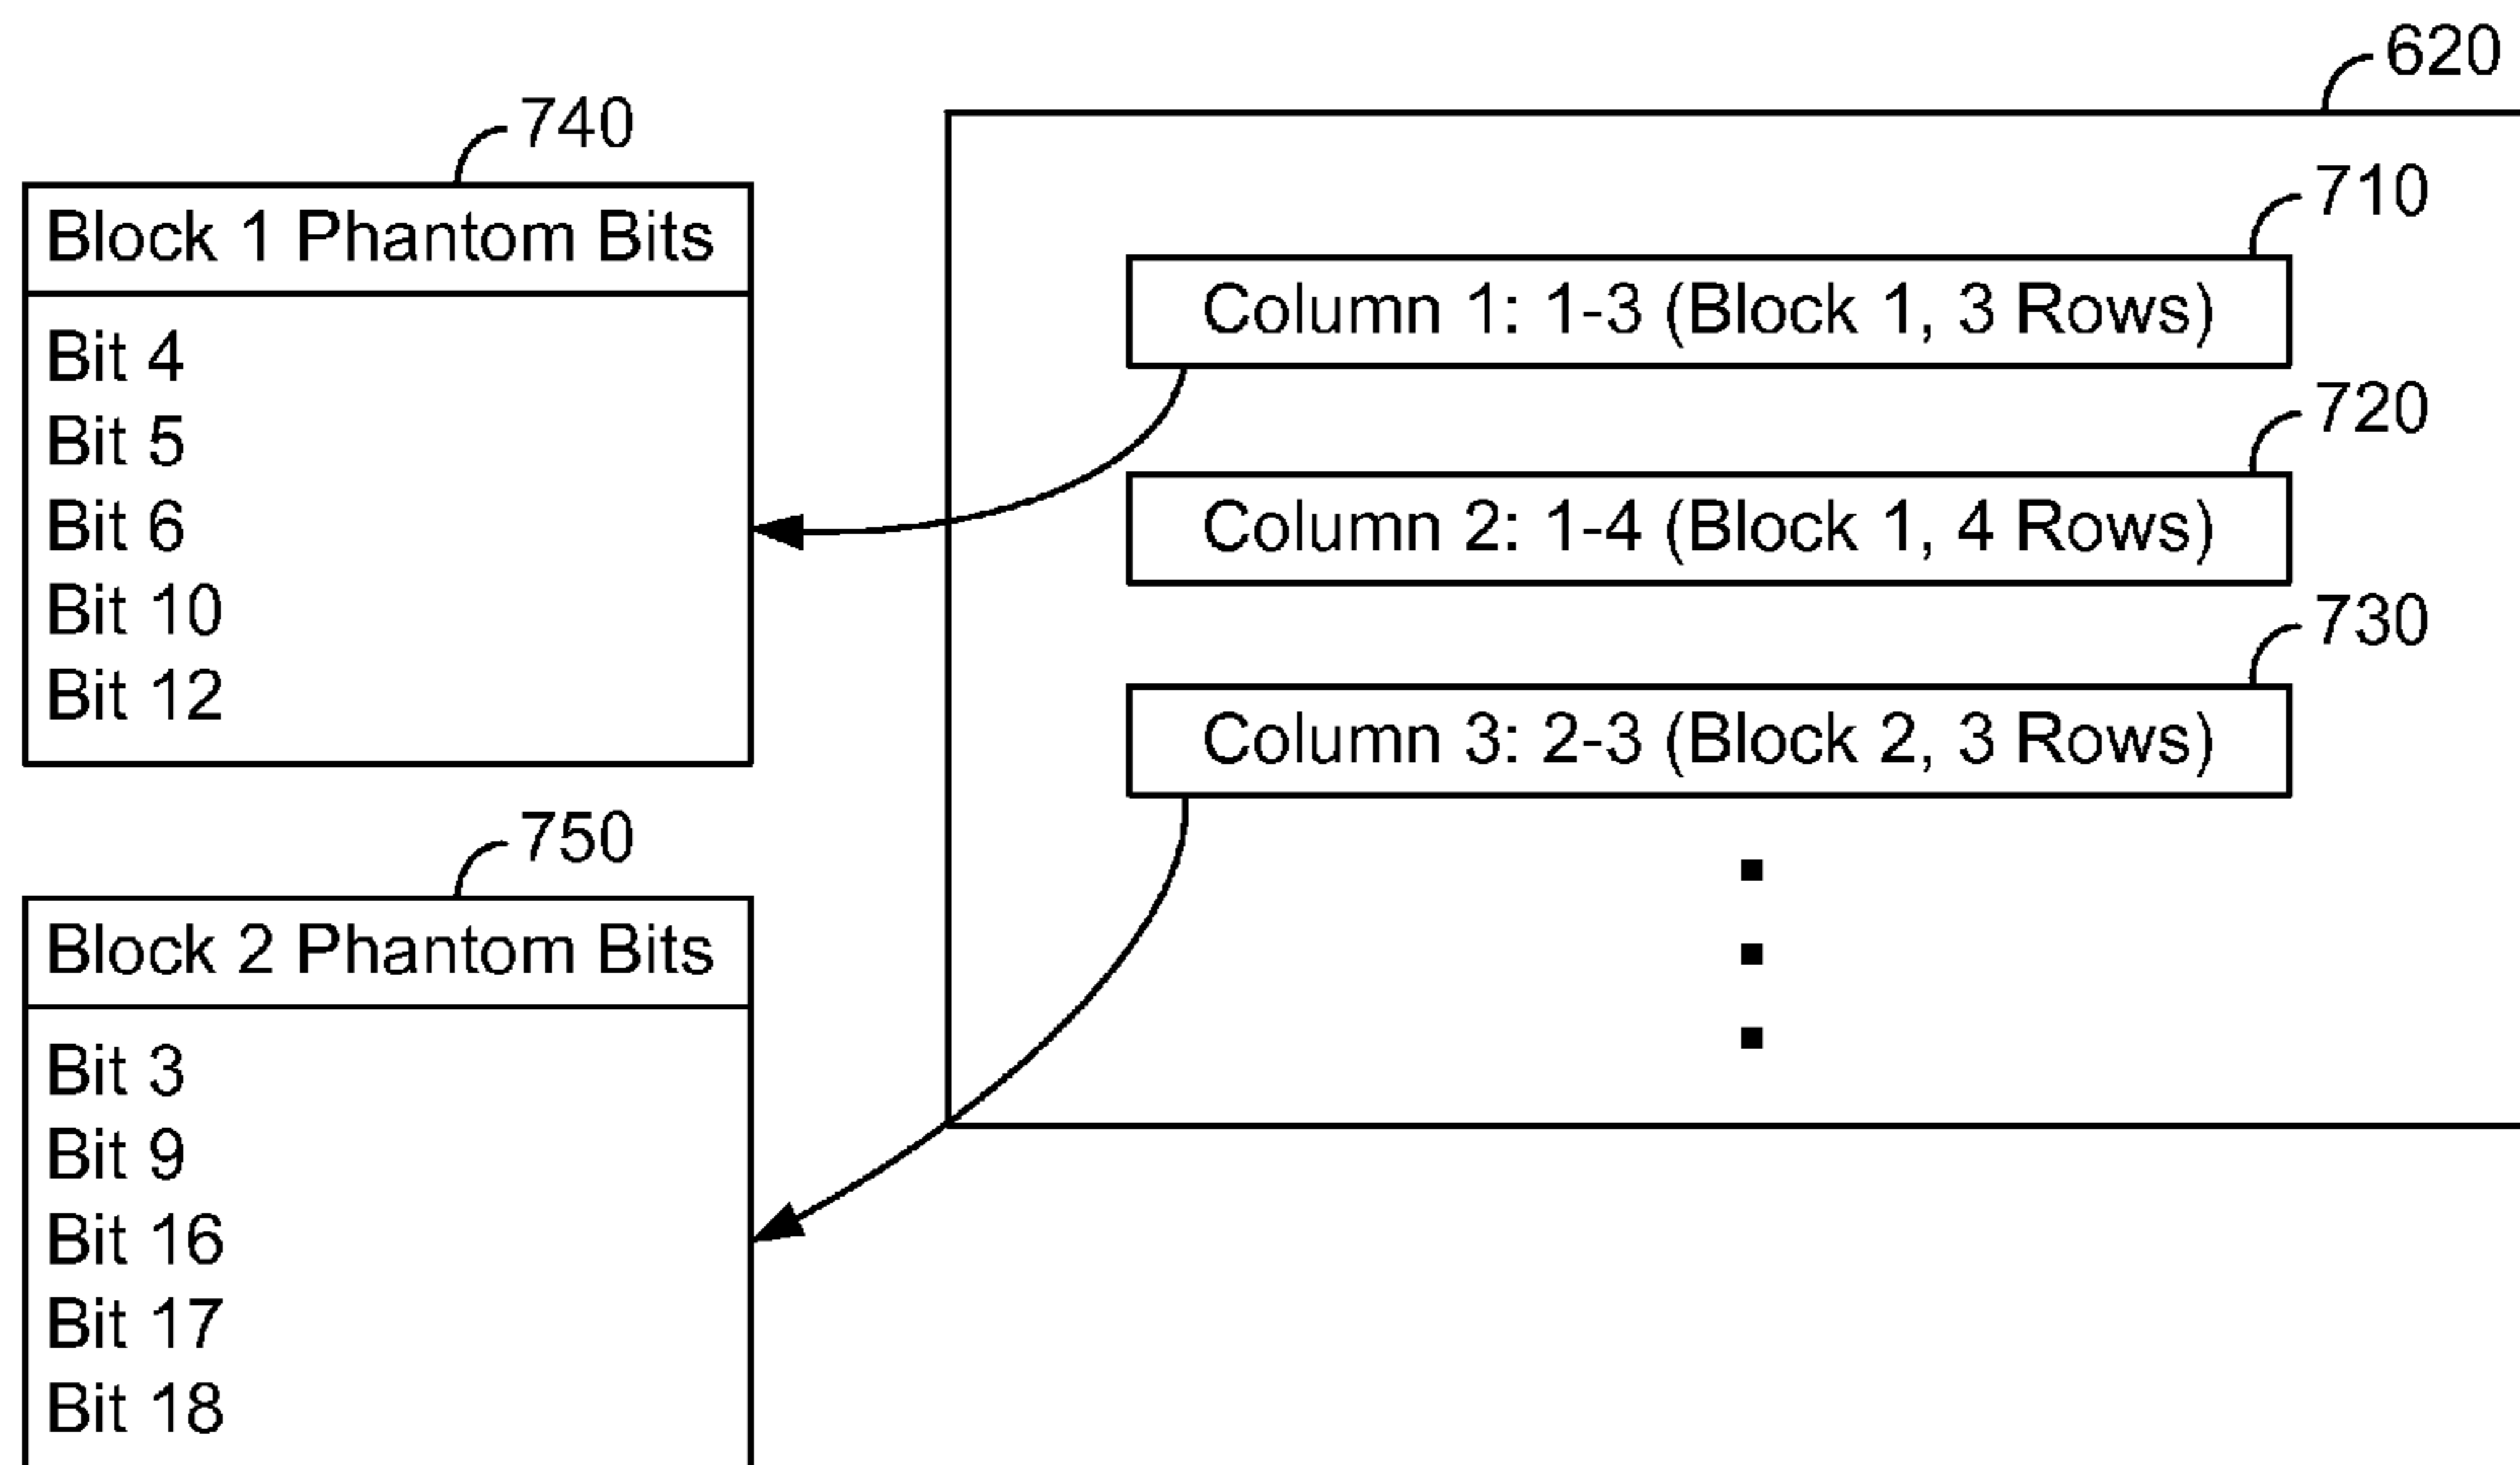 620
740
710
Block 1 Phantom Bits
Column 1: 1-3 (Block 1, 3 Rows)
Bit 4
Bit 5
Bit 6
Bit 10
Bit 12
720
Column 2: 1-4 (Block 1, 4 Rows)
730
Column 3: 2-3 (Block 2, 3 Rows)
750
Block 2 Phantom Bits
Bit 3
Bit 9
Bit 16
Bit 17
Bit 18